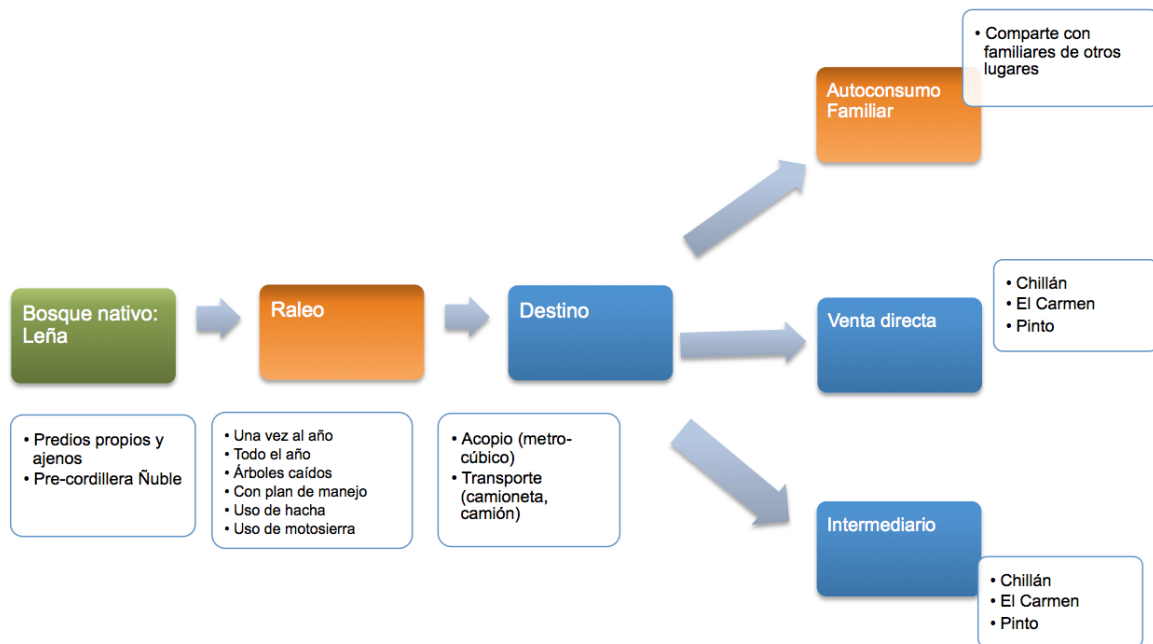 • Comparte con
familiares de otros
lugares
Autoconsumo
Familiar
Bosque nativo:
Leña
Raleo
Destino
Venta directa
• Chillán
• El Carmen
• Pinto
• Predios propios y
ajenos
• Pre-cordillera Ñuble
• Una vez al año
• Todo el año
• Árboles caídos
• Con plan de manejo
• Uso de hacha
• Uso de motosierra
• Acopio (metro-
cúbico)
• Transporte
(camioneta,
camión)
Intermediario
• Chillán
• El Carmen
• Pinto